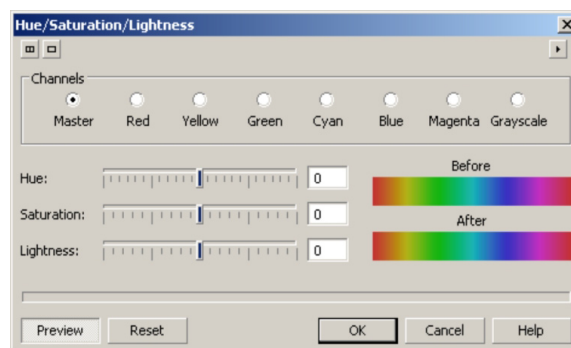 Hue/Saturation/Lightness
Channels
Master Red Yellow Green Cyan Blue Magenta Grayscale
Before
Hue: 0
Saturation: 0
After
Lightness: 0
Preview Reset OK Cancel Help